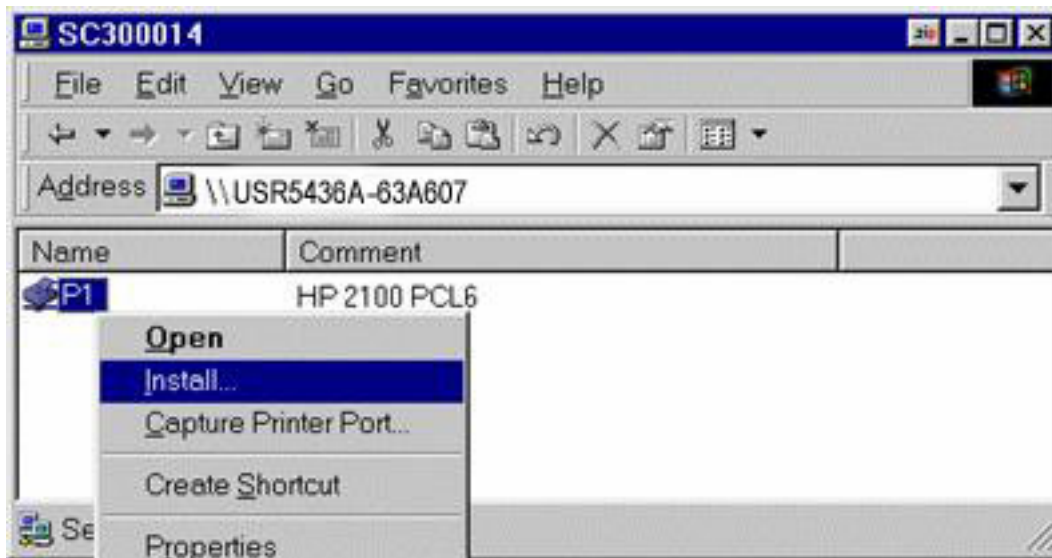 SC300014
File Edit View Go Favorites Help
Address \\USR5436A-63A607
Name Comment
P1 HP 2100 PCL6
Open
Install...
Capture Printer Port...
Create Shortcut
Se
Properties